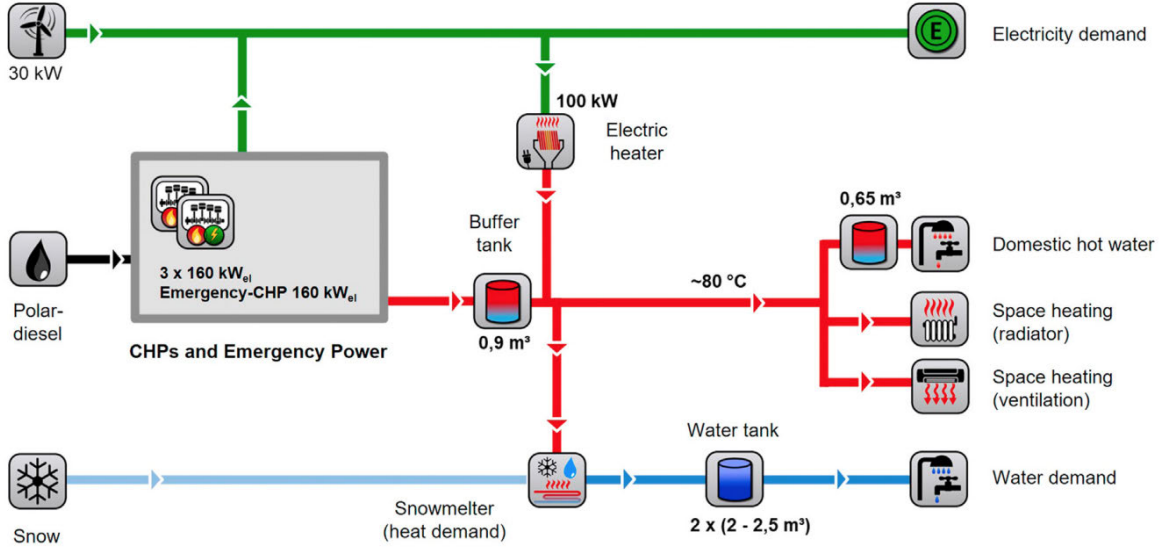 30 kW
E
Electricity demand
100 kW
Electric
heater
3 x 160 kWel
Emergency-CHP 160 kWel
CHPs and Emergency Power
Polar-
diesel
Buffer
tank
0,9 m³
~80 °C
0,65 m³
Domestic hot water
Space heating
(radiator)
Space heating
(ventilation)
Snow
Snowmelter
(heat demand)
Water tank
2 x (2 - 2,5 m³)
Water demand